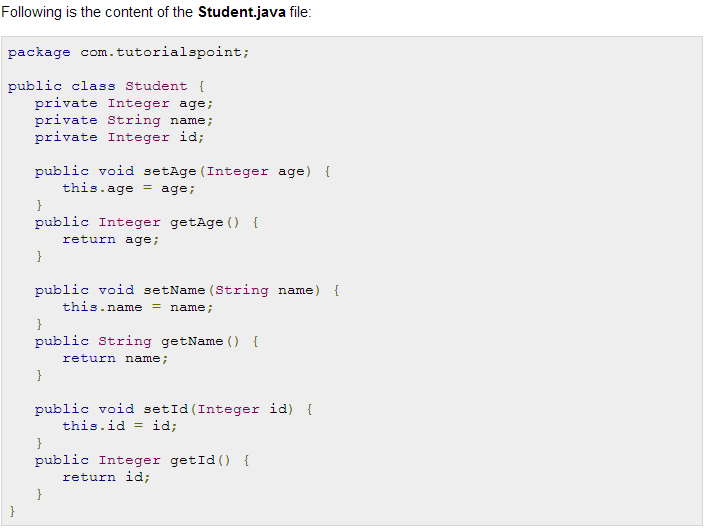 Following is the content of the Student.java file:
package com.tutorialspoint;
public class Student {
private Integer age;
private String name;
private Integer id;
public void setAge(Integer age) {
this.age = age;
}
public Integer getAge() {
return age;
}
public void setName(String name) {
this.name = name;
}
public String getName() {
return name;
}
public void setId(Integer id) {
this.id = id;
}
public Integer getId() {
return id;
}
}